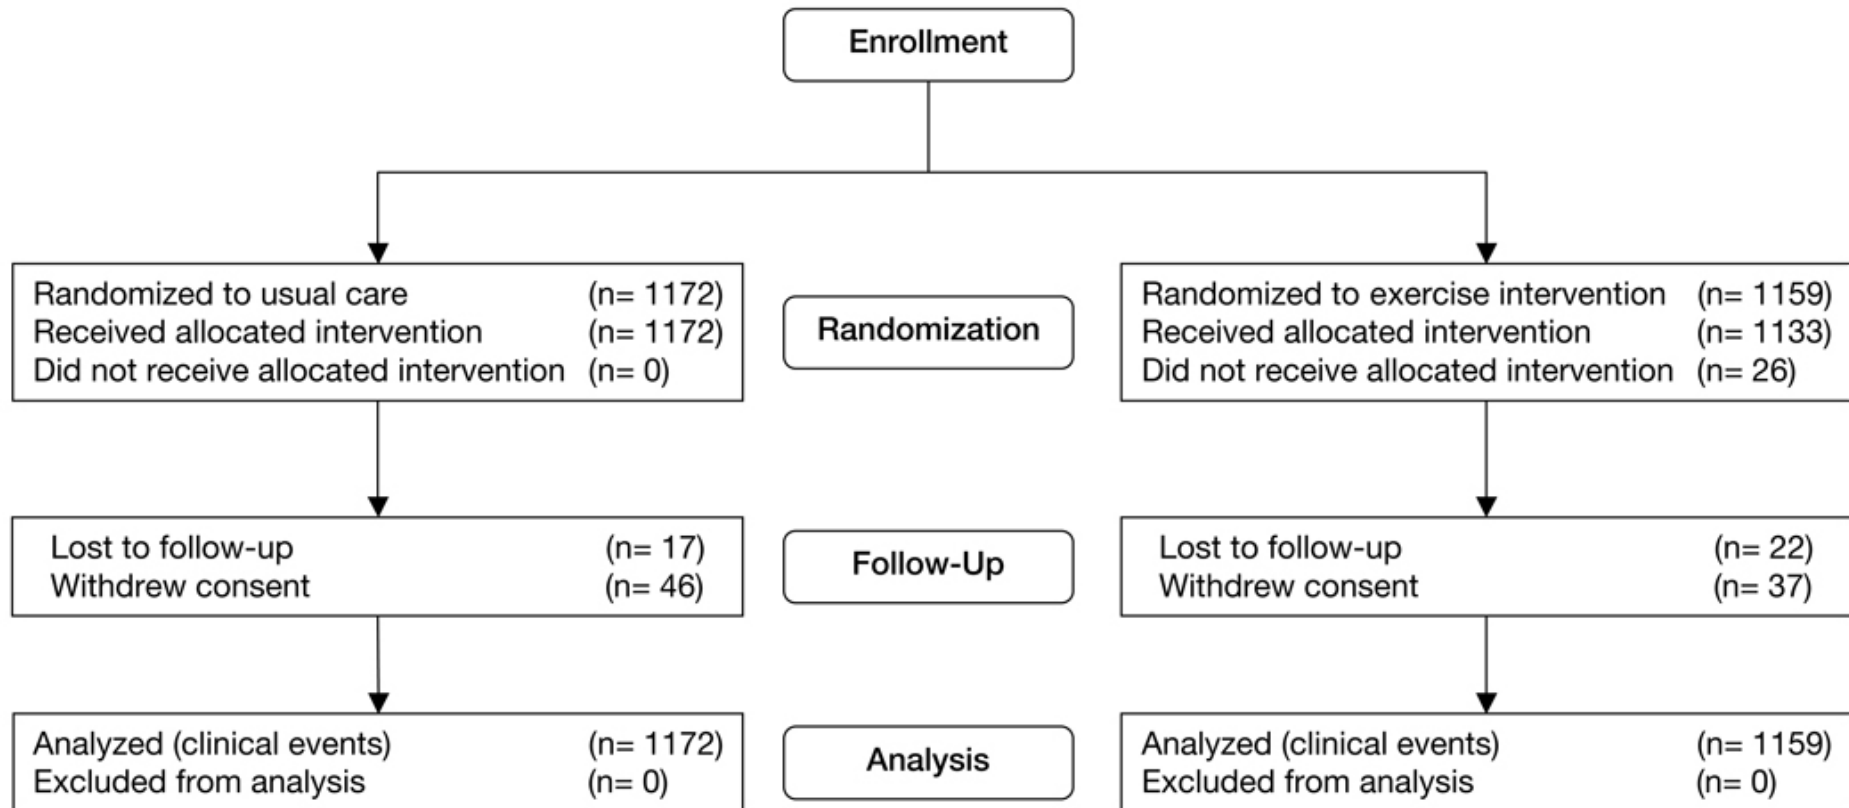 Enrollment
Randomized to usual care (n= 1172)
Received allocated intervention (n= 1172)
Did not receive allocated intervention (n= 0)
Randomization
Randomized to exercise intervention (n= 1159)
Received allocated intervention (n= 1133)
Did not receive allocated intervention (n= 26)
Lost to follow-up (n= 17)
Withdrew consent (n= 46)
Follow-Up
Lost to follow-up (n= 22)
Withdrew consent (n= 37)
Analyzed (clinical events) (n= 1172)
Excluded from analysis (n= 0)
Analysis
Analyzed (clinical events) (n= 1159)
Excluded from analysis (n= 0)